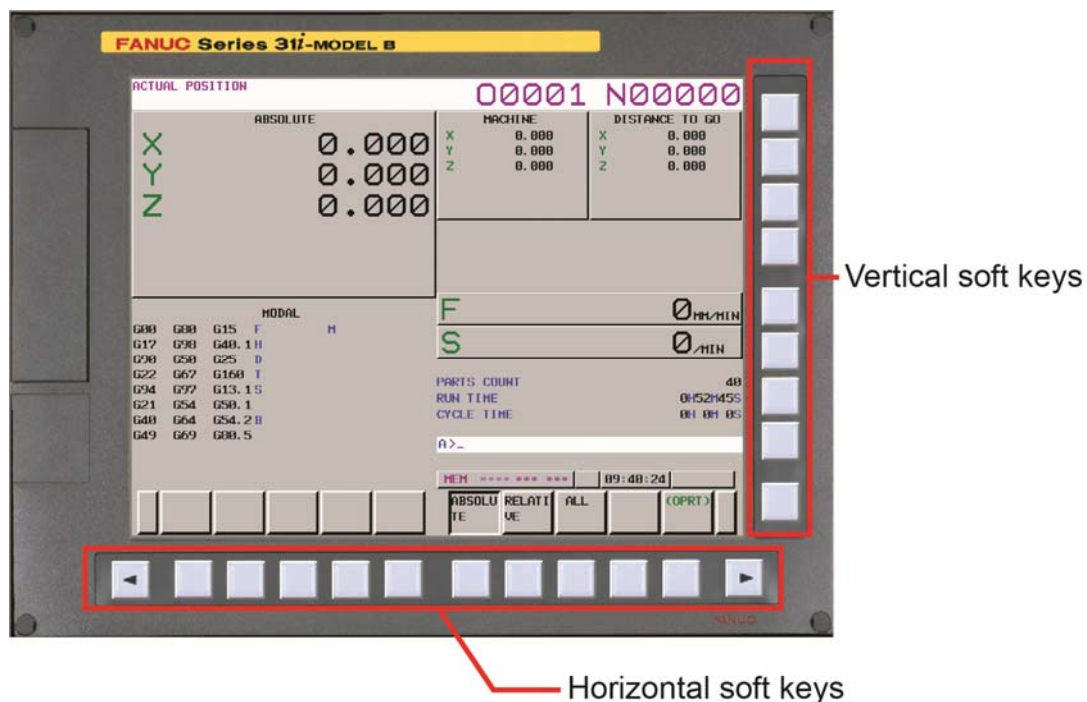 FANUC Series 31i-MODEL B
ACTUAL POSITION
O0001 N00000
ABSOLUTE
X 0.000
Y 0.000
Z 0.000
MACHINE
X 0.000
Y 0.000
Z 0.000
DISTANCE TO GO
X 0.000
Y 0.000
Z 0.000
F 0 MM/MIN
S 0 /MIN
MODAL
G00 G80 G15 F M
G17 G98 G40.1 H
G90 G50 G25 D
G22 G67 G160 T
G94 G97 G13.1 S
G21 G54 G50.1
G40 G64 G54.2 B
G49 G69 G80.5
PARTS COUNT 40
RUN TIME 0H52M45S
CYCLE TIME 0H 0M 0S
A>_
MEM **** *** *** 09:40:24
ABSOLUTE
RELATIVE
ALL
(OPRT)
◄ ►
FANUC
Vertical soft keys
Horizontal soft keys